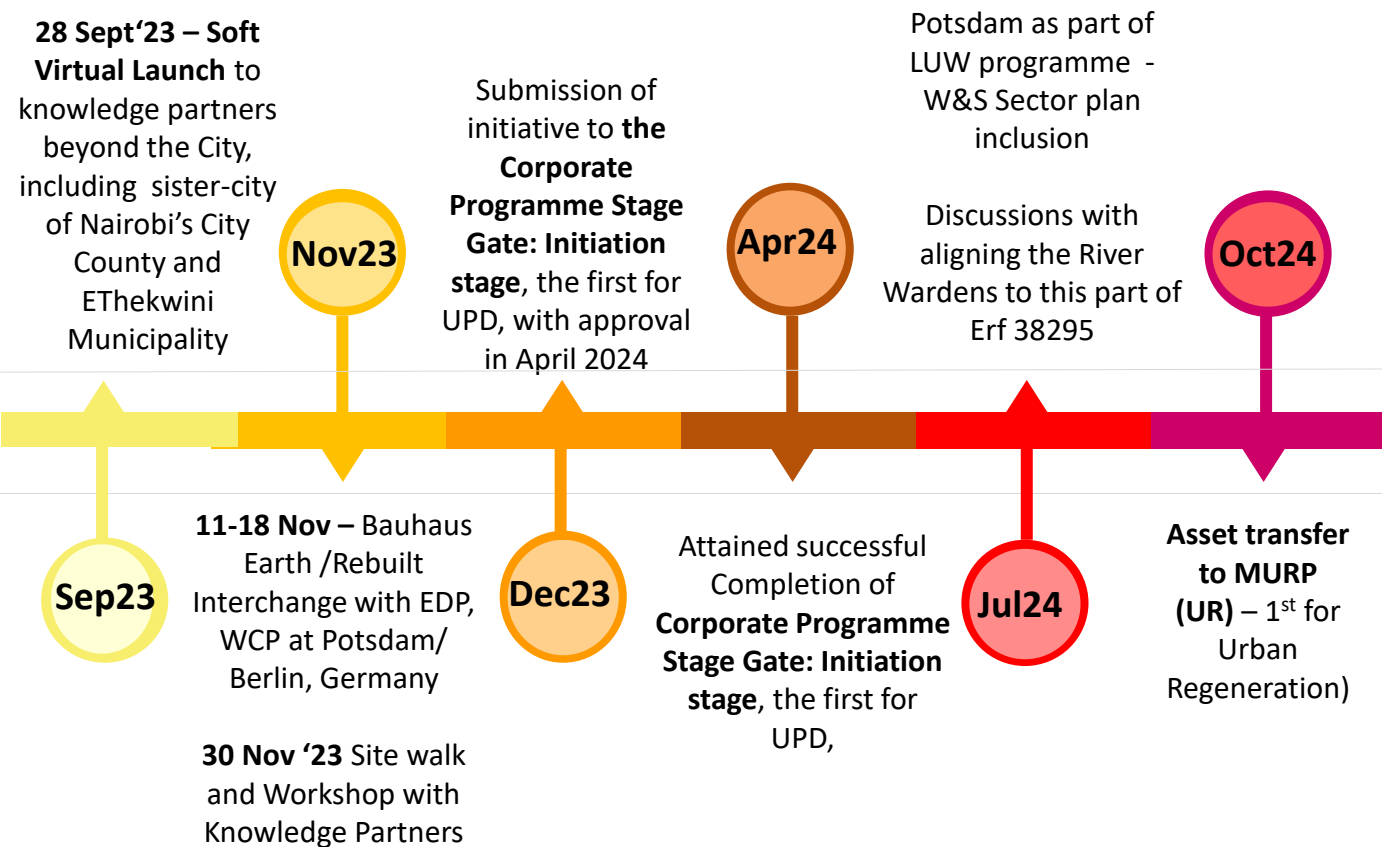 28 Sept‘23 – Soft
Virtual Launch to
knowledge partners
beyond the City,
including sister-city
of Nairobi’s City
County and
EThekwini
Municipality
Sep23
Nov23
11-18 Nov – Bauhaus
Earth /Rebuilt
Interchange with EDP,
WCP at Potsdam/
Berlin, Germany
30 Nov ‘23 Site walk
and Workshop with
Knowledge Partners
Submission of
initiative to the
Corporate
Programme Stage
Gate: Initiation
stage, the first for
UPD, with approval
in April 2024
Dec23
Apr24
Attained successful
Completion of
Corporate Programme
Stage Gate: Initiation
stage, the first for
UPD,
Potsdam as part of
LUW programme -
W&S Sector plan
inclusion
Discussions with
aligning the River
Wardens to this part of
Erf 38295
Jul24
Oct24
Asset transfer
to MURP
(UR) – 1st for
Urban
Regeneration)